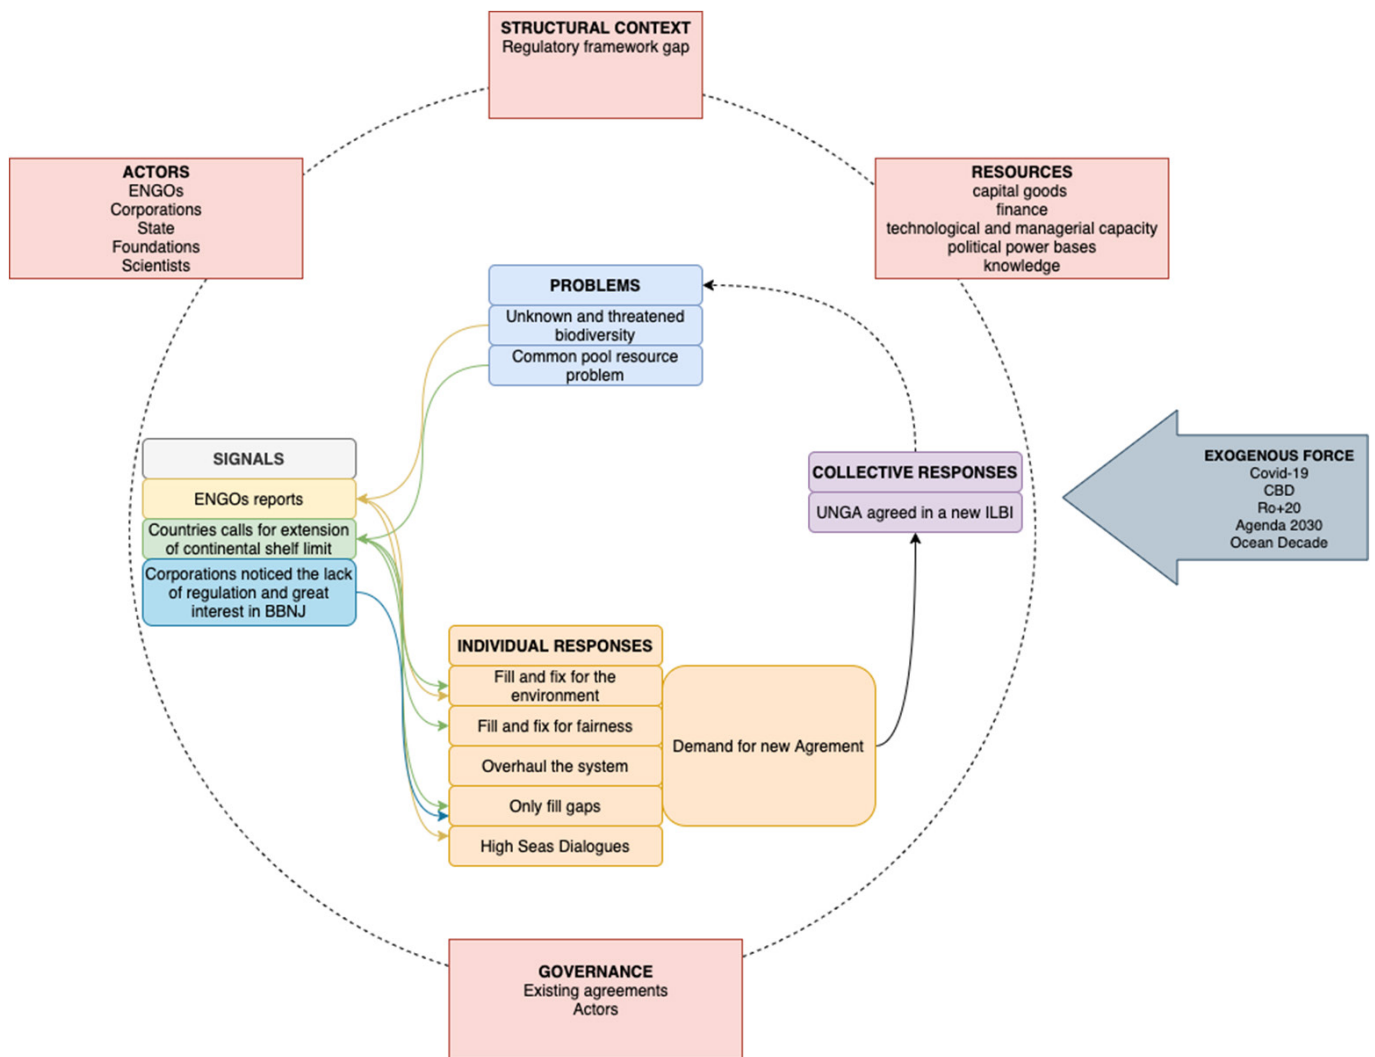 STRUCTURAL CONTEXT
Regulatory framework gap
ACTORS
ENGOs
Corporations
State
Foundations
Scientists
RESOURCES
capital goods
finance
technological and managerial capacity
political power bases
knowledge
PROBLEMS
Unknown and threatened
biodiversity
Common pool resource
problem
SIGNALS
ENGOs reports
Countries calls for extension
of continental shelf limit
Corporations noticed the lack
of regulation and great
interest in BBNJ
COLLECTIVE RESPONSES
UNGA agreed in a new ILBI
EXOGENOUS FORCE
Covid-19
CBD
Ro+20
Agenda 2030
Ocean Decade
INDIVIDUAL RESPONSES
Fill and fix for the
environment
Fill and fix for fairness
Overhaul the system
Only fill gaps
High Seas Dialogues
Demand for new Agrement
GOVERNANCE
Existing agreements
Actors